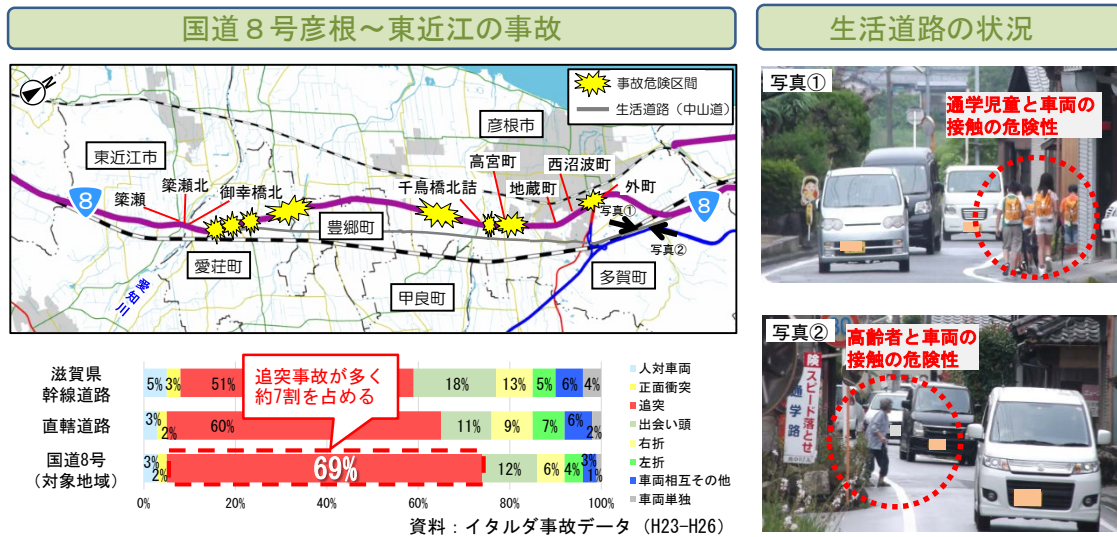 国道8号彦根～東近江の事故
生活道路の状況
事故危険区間
生活道路（中山道）
彦根市
東近江市
高宮町
西沼波町
簗瀬
簗瀬北
御幸橋北
千鳥橋北詰
地蔵町
外町
8
8
写真①
写真②
豊郷町
愛荘町
愛知川
甲良町
多賀町
追突事故が多く
約7割を占める
滋賀県
幹線道路
5% 3% 51% 18% 13% 5% 6% 4%
直轄道路
3% 2% 60% 11% 9% 7% 6% 2%
国道8号
（対象地域）
3% 2% 69% 12% 6% 4% 3% 1%
0% 20% 40% 60% 80% 100%
人対車両
正面衝突
追突
出会い頭
右折
左折
車両相互その他
車両単独
資料：イタルダ事故データ（H23-H26）
写真①
通学児童と車両の
接触の危険性
写真②
高齢者と車両の
接触の危険性
険スピード落とせ
通学路